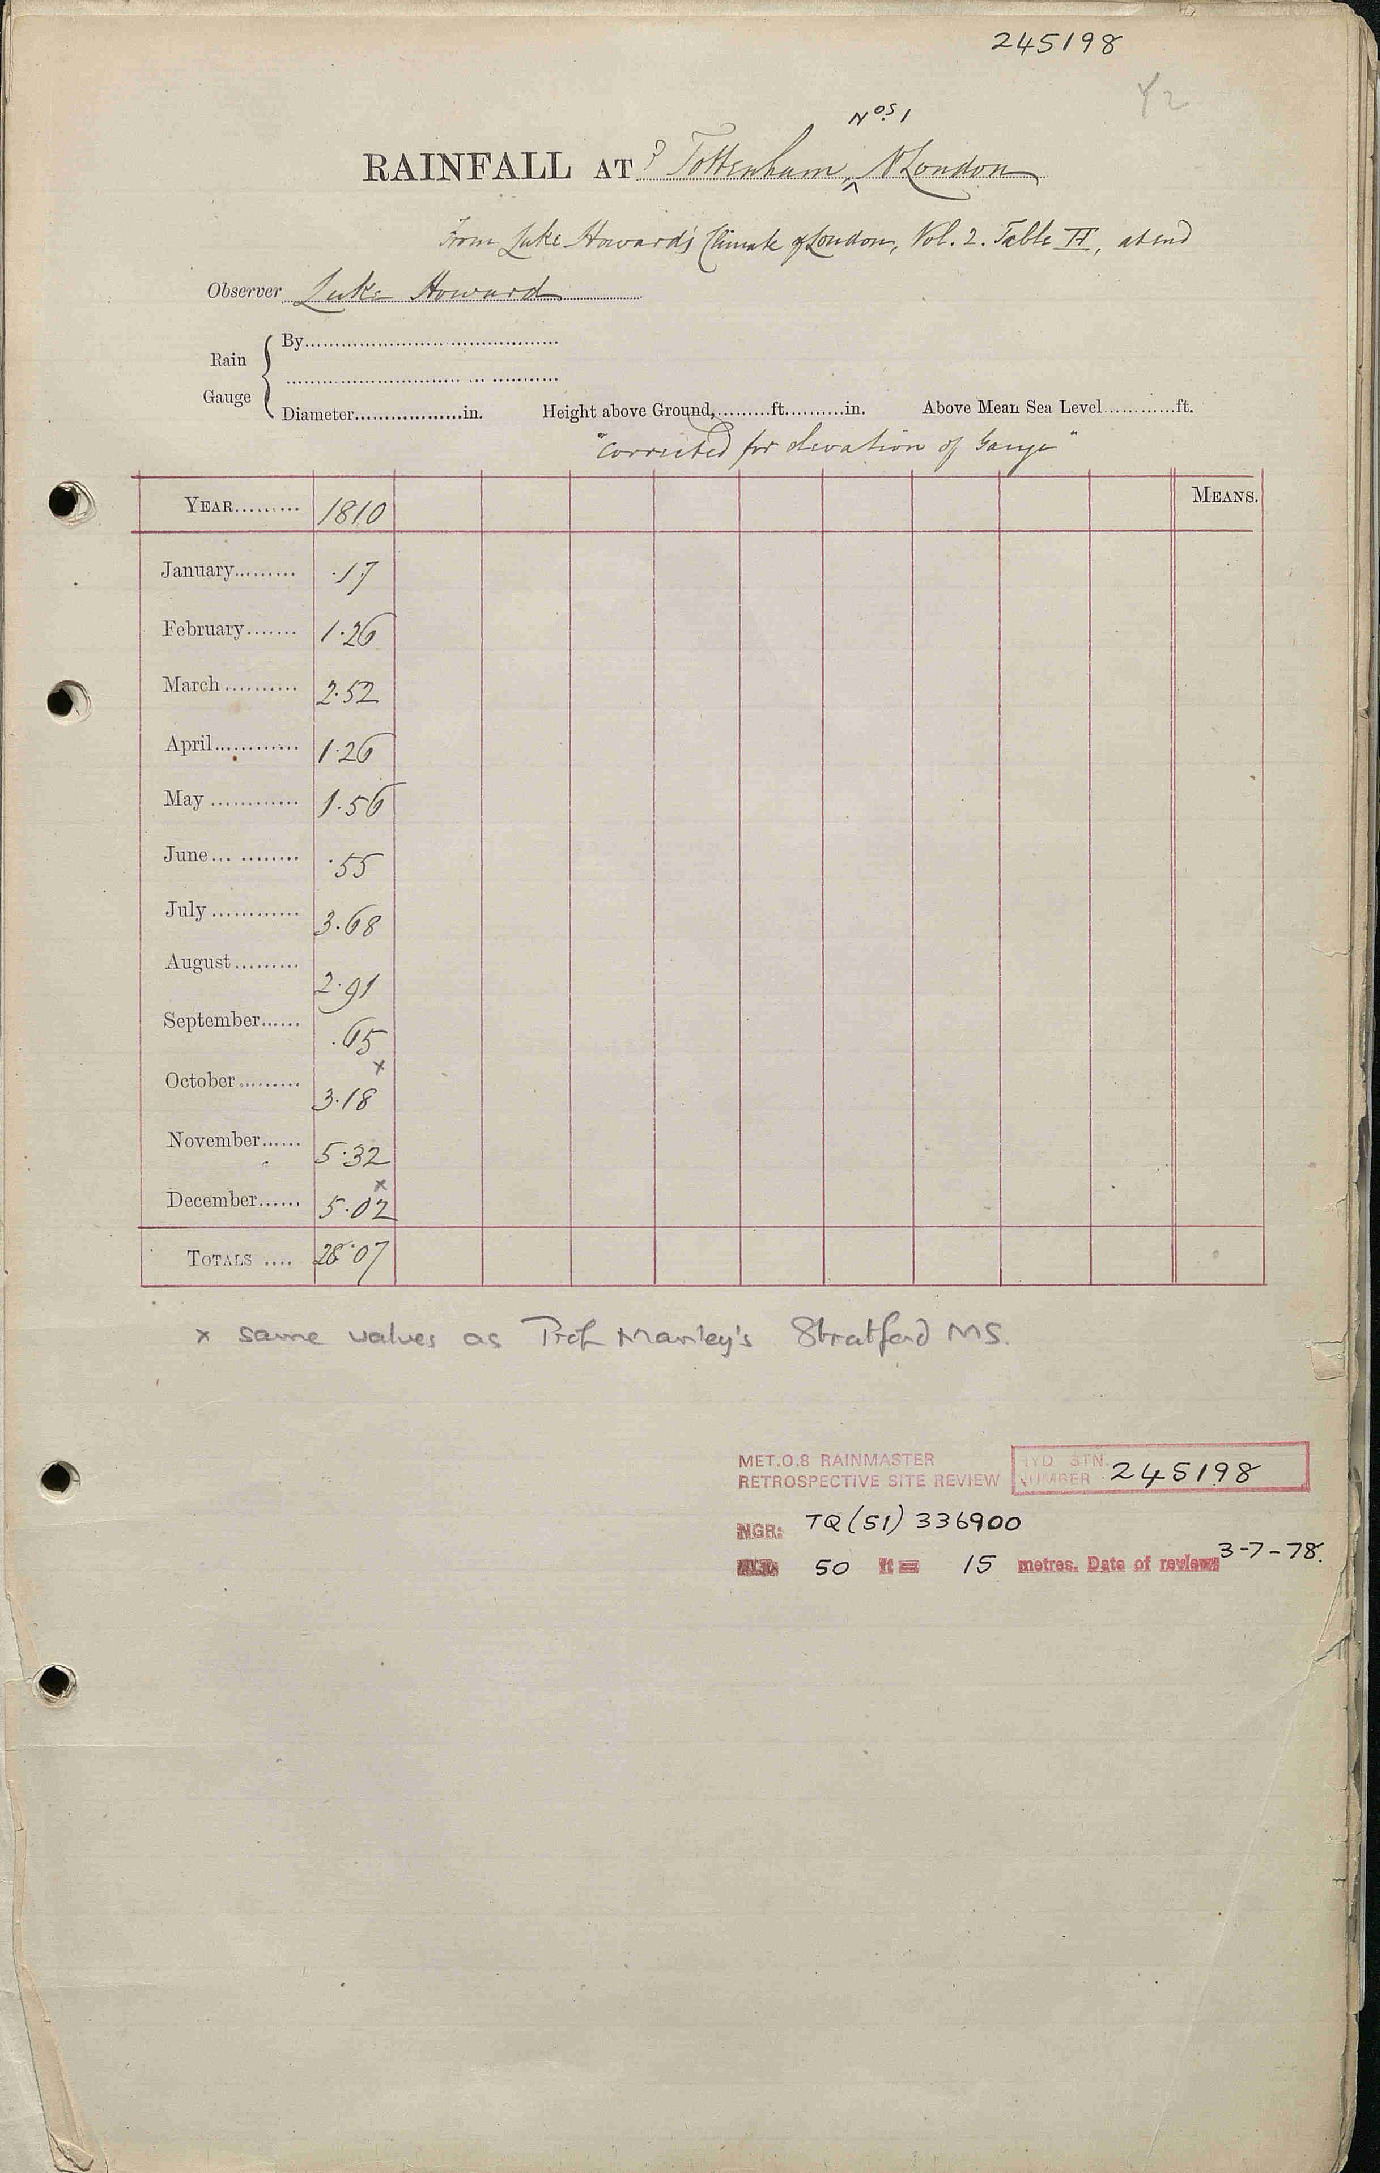 245198
Y2
Nos 1
RAINFALL AT ? Tottenham, ^ N London
From Luke Howard's Climate of London, Vol. 2. Table II, at end
Observer Luke Howard
Rain Gauge { By
Diameter in. Height above Ground, ft. in. Above Mean Sea Level ft.
"Corrected for elevation of Gauge"
YEAR 1810 MEANS.
January .17
February 1.26
March 2.52
April 1.26
May 1.56
June .55
July 3.68
August 2.91
September .65
October 3.18 x
November 5.32
December 5.02 x
TOTALS 28.07
x same values as Prof Manley's Stratford MS.
MET.O.8 RAINMASTER
RETROSPECTIVE SITE REVIEW
HYD STN. NUMBER 245198
NGR: TQ (51) 336900
50 ft = 15 metres. Date of review 3-7-78.